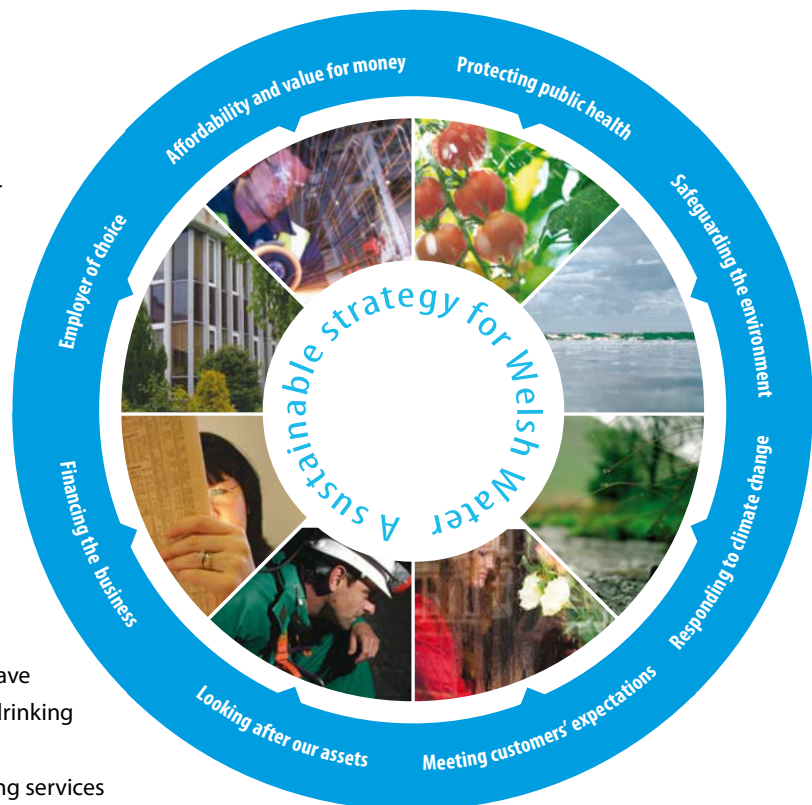 Affordability and value for money
Protecting public health
Safeguarding the environment
Responding to climate change
Meeting customers' expectations
Looking after our assets
Financing the business
Employer of choice
A sustainable strategy for Welsh Water
ave
drinking
ng services